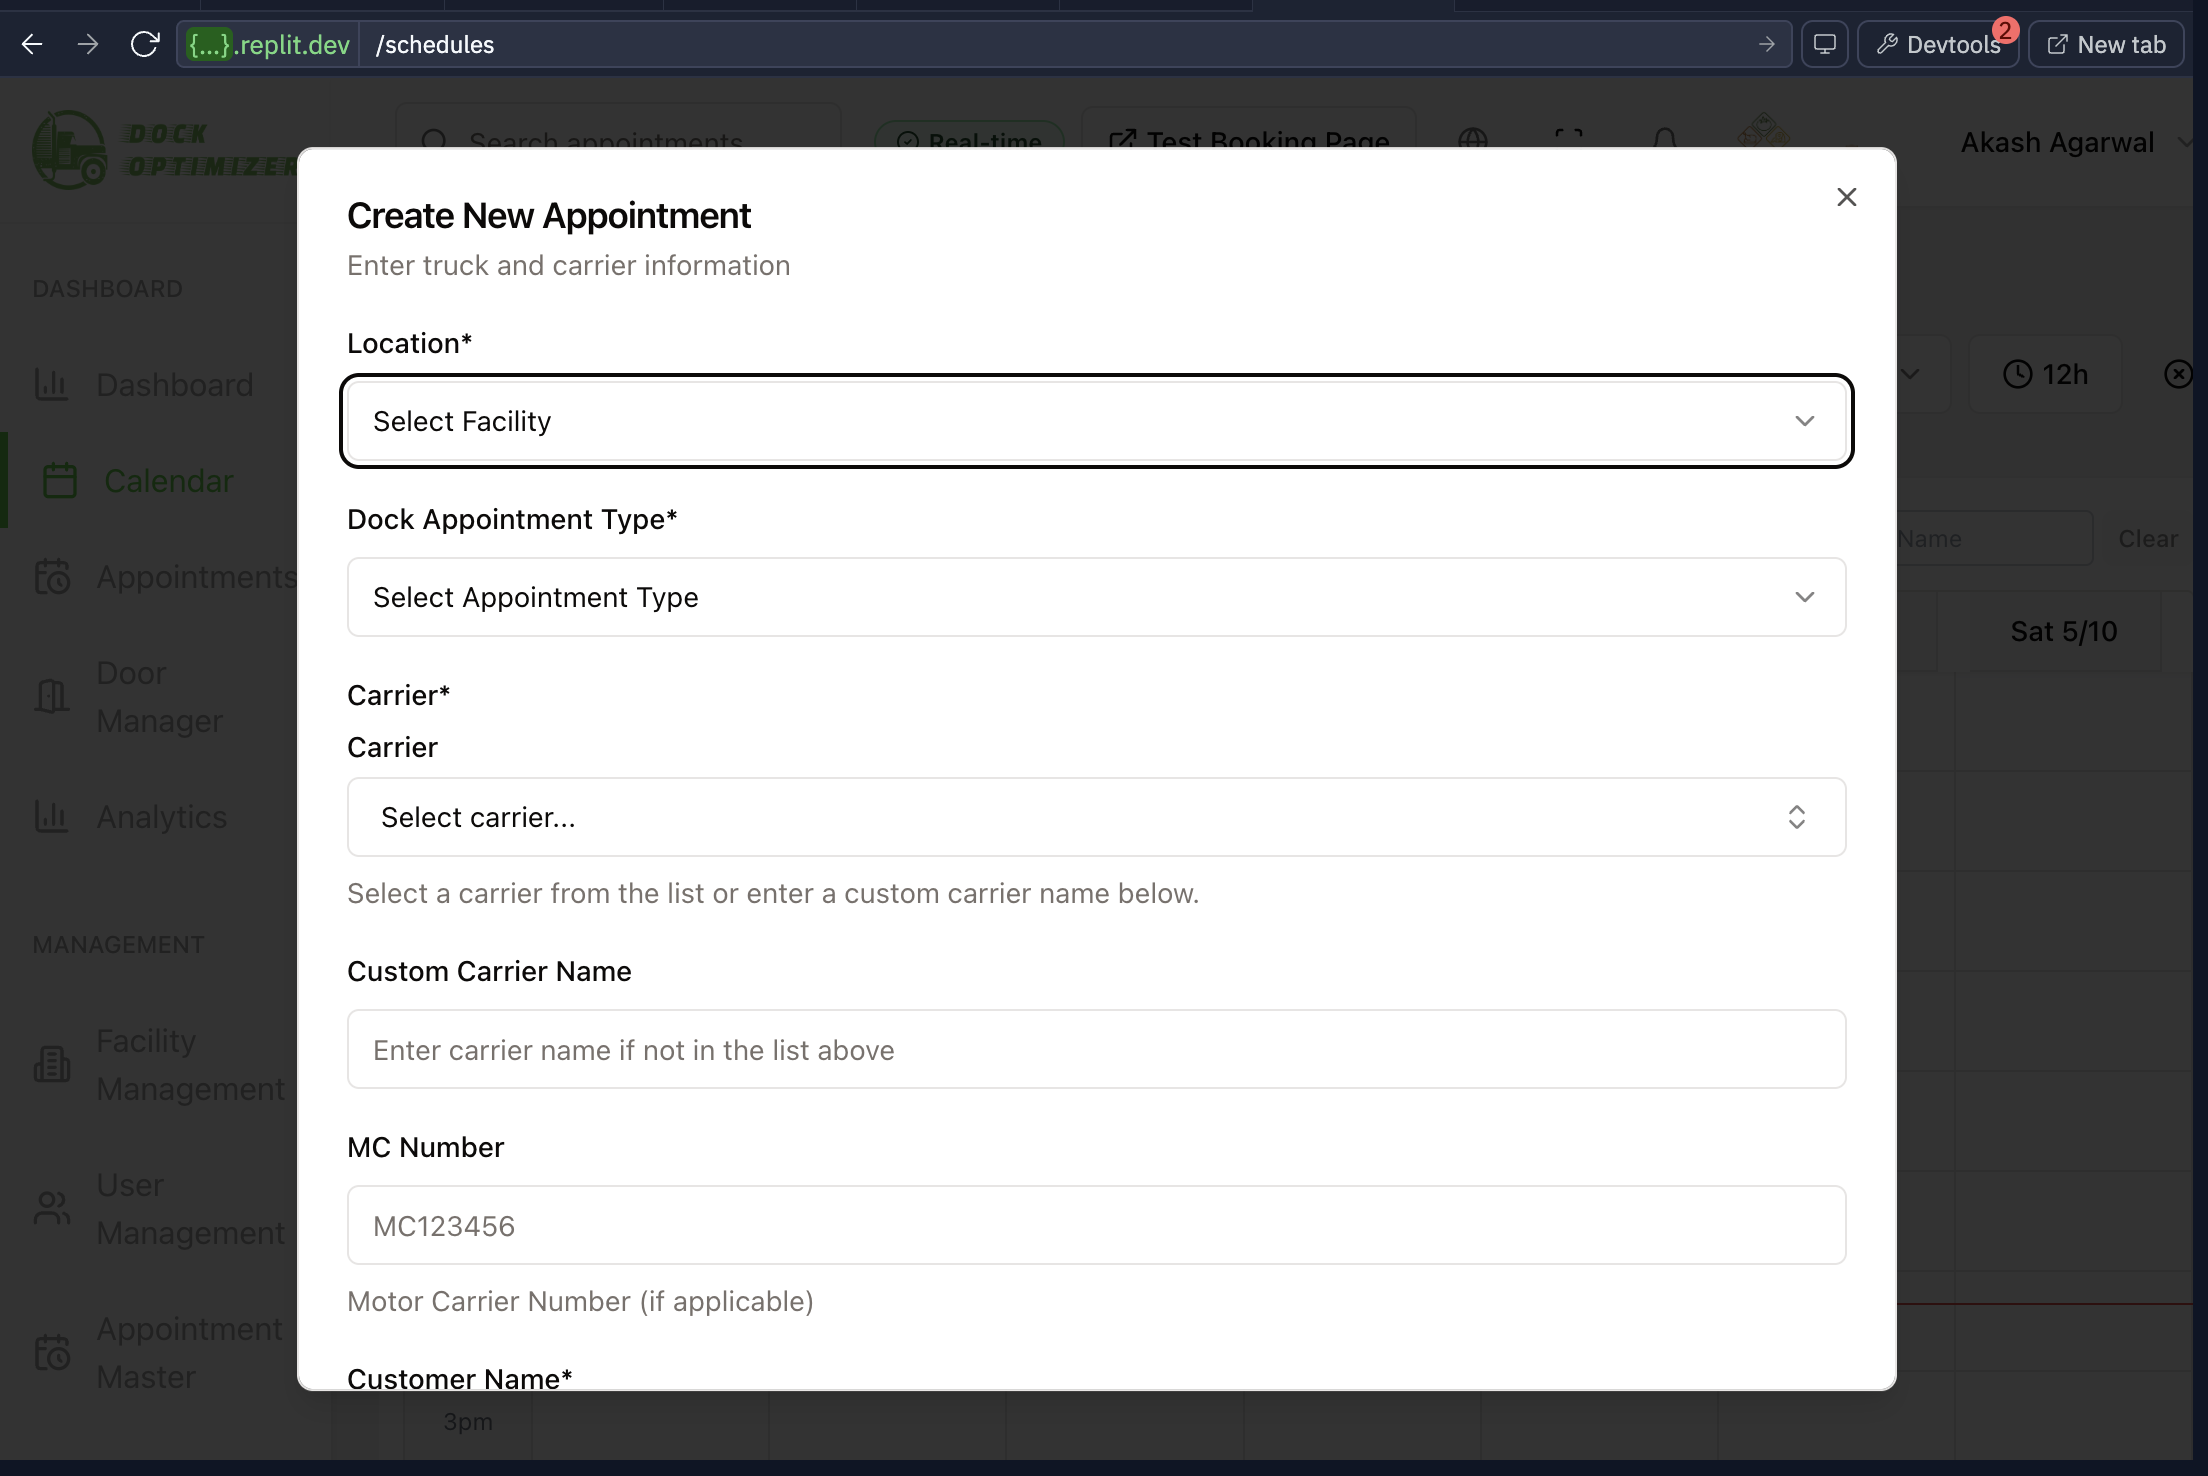 {...}.replit.dev /schedules
Devtools 2
New tab
DOCK
OPTIMIZER
Search appointments
Real-time
Test Booking Page
Akash Agarwal
Create New Appointment
Enter truck and carrier information
Location*
Select Facility
Dock Appointment Type*
Select Appointment Type
Carrier*
Carrier
Select carrier...
Select a carrier from the list or enter a custom carrier name below.
Custom Carrier Name
Enter carrier name if not in the list above
MC Number
MC123456
Motor Carrier Number (if applicable)
Customer Name*
DASHBOARD
Dashboard
Calendar
Appointments
Door
Manager
Analytics
MANAGEMENT
Facility
Management
User
Management
Appointment
Master
12h
Name
Clear
Sat 5/10
3pm